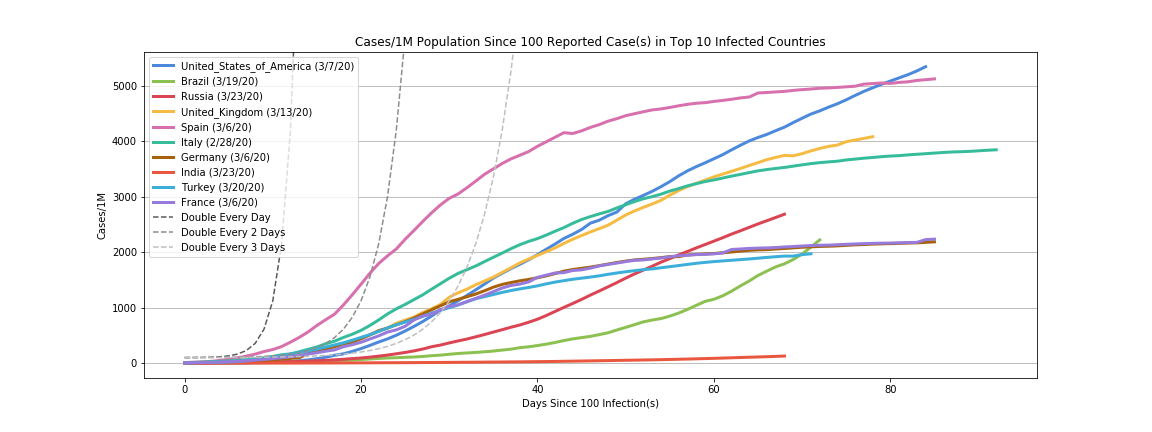 Cases/1M Population Since 100 Reported Case(s) in Top 10 Infected Countries
United_States_of_America (3/7/20)
Brazil (3/19/20)
Russia (3/23/20)
United_Kingdom (3/13/20)
Spain (3/6/20)
Italy (2/28/20)
Germany (3/6/20)
India (3/23/20)
Turkey (3/20/20)
France (3/6/20)
Double Every Day
Double Every 2 Days
Double Every 3 Days
Cases/1M
5000
4000
3000
2000
1000
0
0 20 40 60 80
Days Since 100 Infection(s)